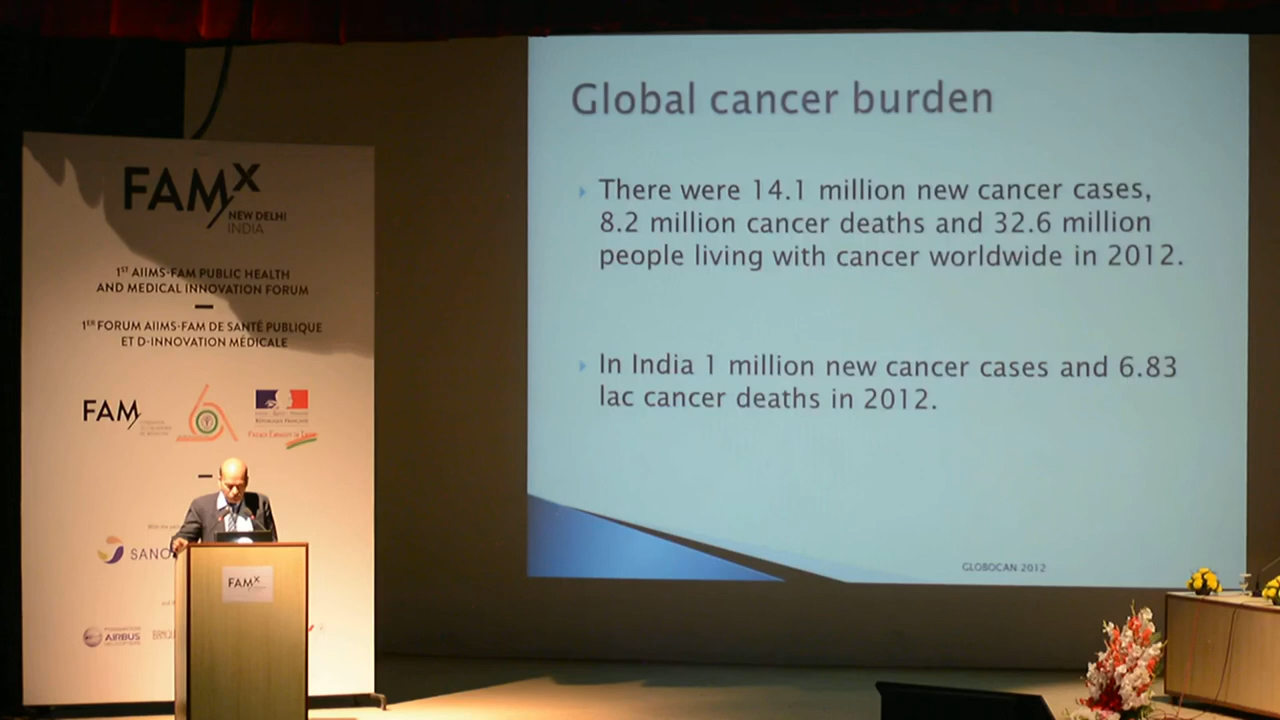 FAMX
NEW DELHI
INDIA
1ST AIIMS-FAM PUBLIC HEALTH
AND MEDICAL INNOVATION FORUM
1ER FORUM AIIMS-FAM DE SANTÉ PUBLIQUE
ET D-INNOVATION MÉDICALE
FAM
SANO
AIRBUS
FAMX
Global cancer burden
There were 14.1 million new cancer cases,
8.2 million cancer deaths and 32.6 million
people living with cancer worldwide in 2012.
In India 1 million new cancer cases and 6.83
lac cancer deaths in 2012.
GLOBOCAN 2012